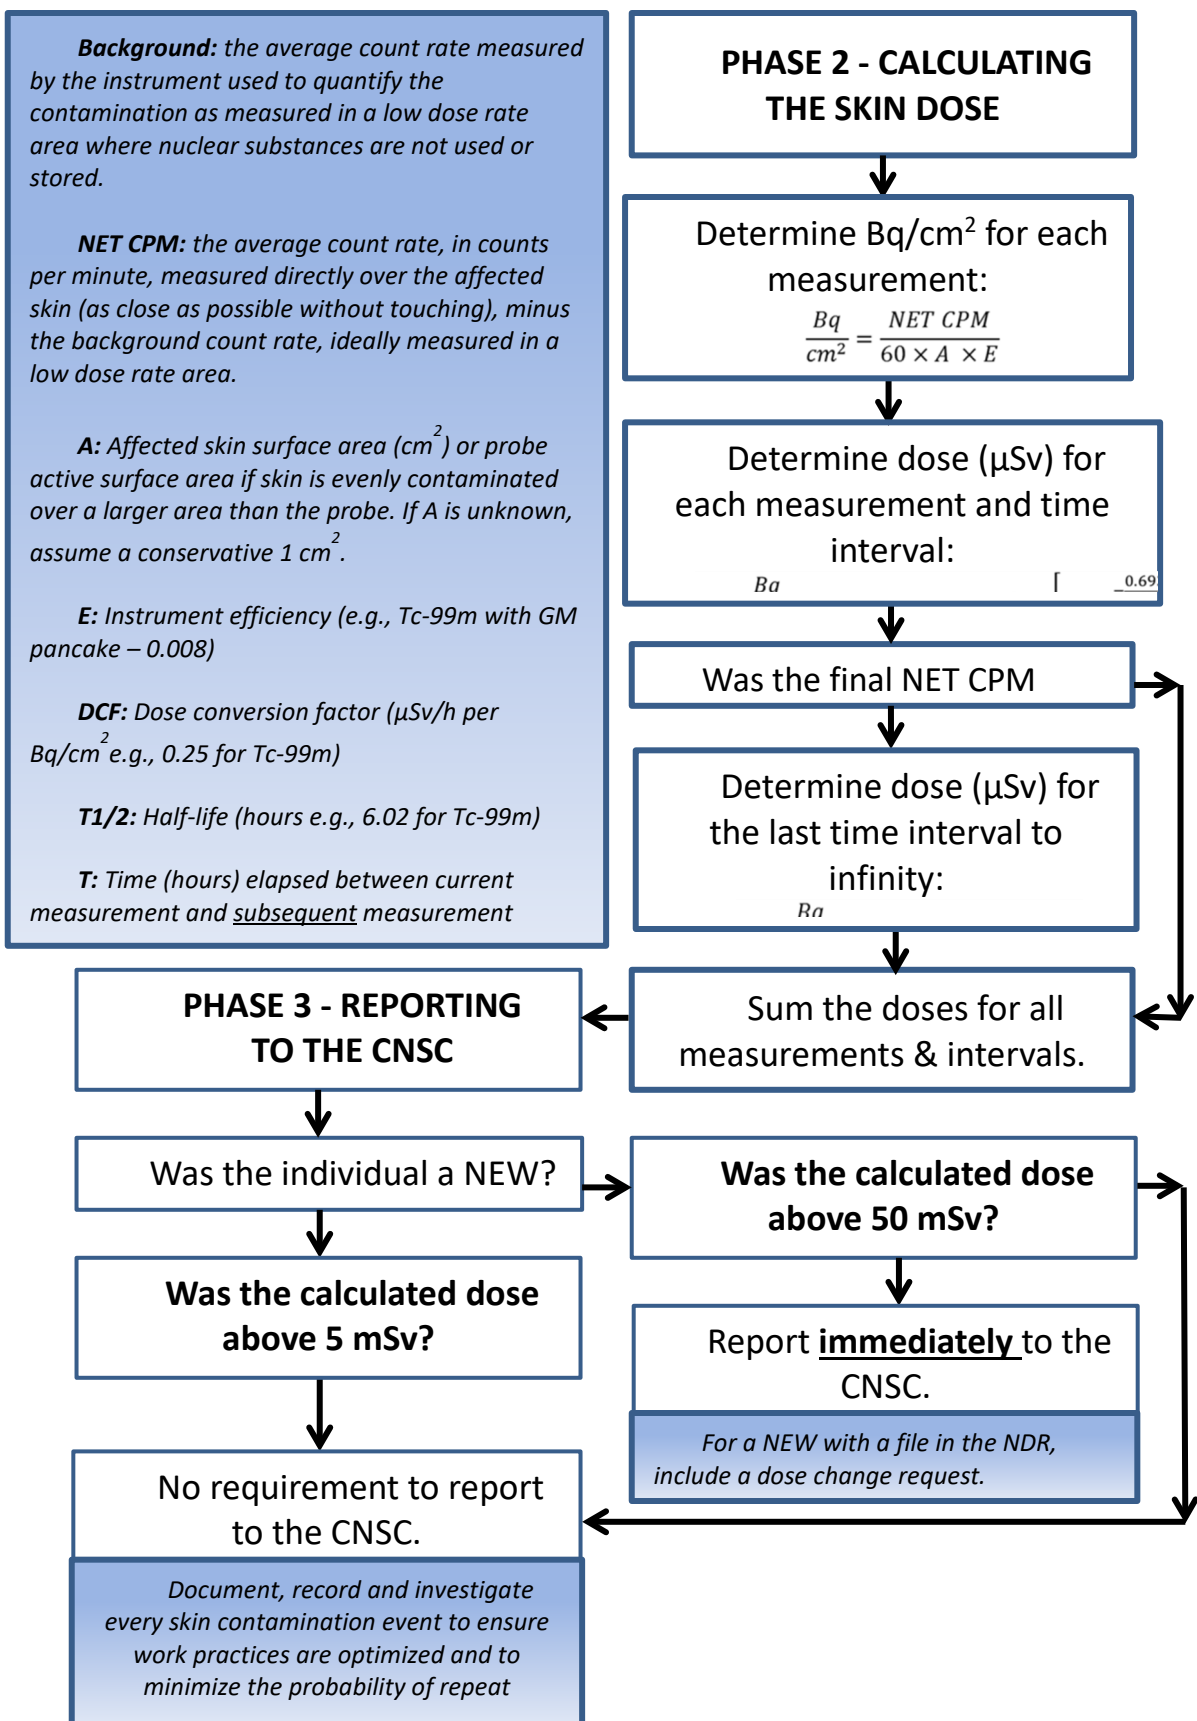 Background: the average count rate measured
by the instrument used to quantify the
contamination as measured in a low dose rate
area where nuclear substances are not used or
stored.
NET CPM: the average count rate, in counts
per minute, measured directly over the affected
skin (as close as possible without touching), minus
the background count rate, ideally measured in a
low dose rate area.
A: Affected skin surface area (cm²) or probe
active surface area if skin is evenly contaminated
over a larger area than the probe. If A is unknown,
assume a conservative 1 cm².
E: Instrument efficiency (e.g., Tc-99m with GM
pancake – 0.008)
DCF: Dose conversion factor (µSv/h per
Bq/cm² e.g., 0.25 for Tc-99m)
T1/2: Half-life (hours e.g., 6.02 for Tc-99m)
T: Time (hours) elapsed between current
measurement and subsequent measurement
PHASE 2 - CALCULATING
THE SKIN DOSE
Determine Bq/cm² for each
measurement:
Bq/cm² = NET CPM/60 × A × E
Determine dose (µSv) for
each measurement and time
interval:
Bq
Was the final NET CPM
Determine dose (µSv) for
the last time interval to
infinity:
Bq
Sum the doses for all
measurements & intervals.
PHASE 3 - REPORTING
TO THE CNSC
Was the individual a NEW?
Was the calculated dose
above 50 mSv?
Was the calculated dose
above 5 mSv?
Report immediately to the
CNSC.
For a NEW with a file in the NDR,
include a dose change request.
No requirement to report
to the CNSC.
Document, record and investigate
every skin contamination event to ensure
work practices are optimized and to
minimize the probability of repeat